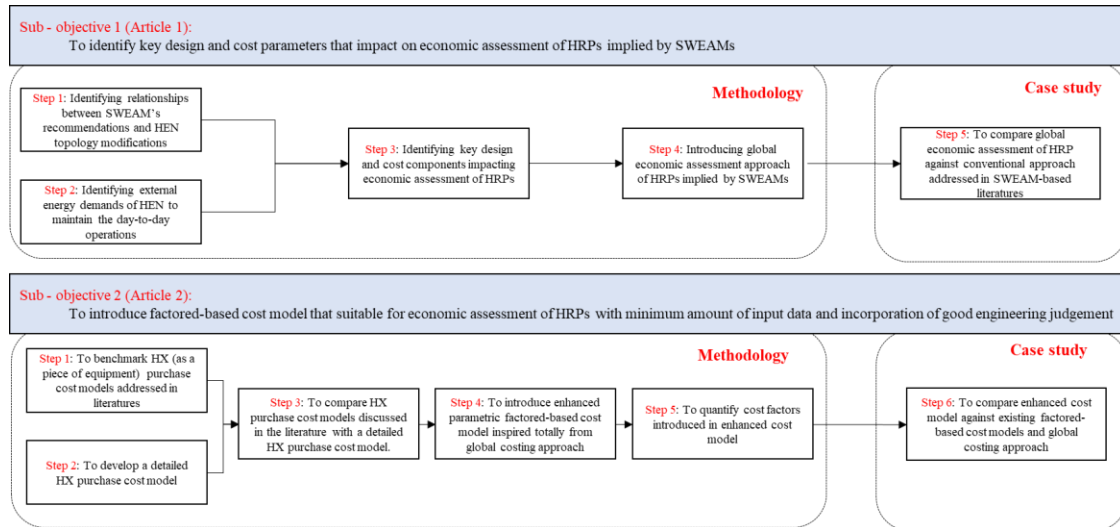 Sub - objective 1 (Article 1):
To identify key design and cost parameters that impact on economic assessment of HRPs implied by SWEAMs
Methodology
Case study
Step 1: Identifying relationships
between SWEAM's
recommendations and HEN
topology modifications
Step 2: Identifying external
energy demands of HEN to
maintain the day-to-day
operations
Step 3: Identifying key design
and cost components impacting
economic assessment of HRPs
Step 4: Introducing global
economic assessment approach
of HRPs implied by SWEAMs
Step 5: To compare global
economic assessment of HRP
against conventional approach
addressed in SWEAM-based
literatures
Sub - objective 2 (Article 2):
To introduce factored-based cost model that suitable for economic assessment of HRPs with minimum amount of input data and incorporation of good engineering judgement
Methodology
Case study
Step 1: To benchmark HX (as a
piece of equipment) purchase
cost models addressed in
literatures
Step 2: To develop a detailed
HX purchase cost model
Step 3: To compare HX
purchase cost models discussed
in the literature with a detailed
HX purchase cost model.
Step 4: To introduce enhanced
parametric factored-based cost
model inspired totally from
global costing approach
Step 5: To quantify cost factors
introduced in enhanced cost
model
Step 6: To compare enhanced cost
model against existing factored-
based cost models and global
costing approach